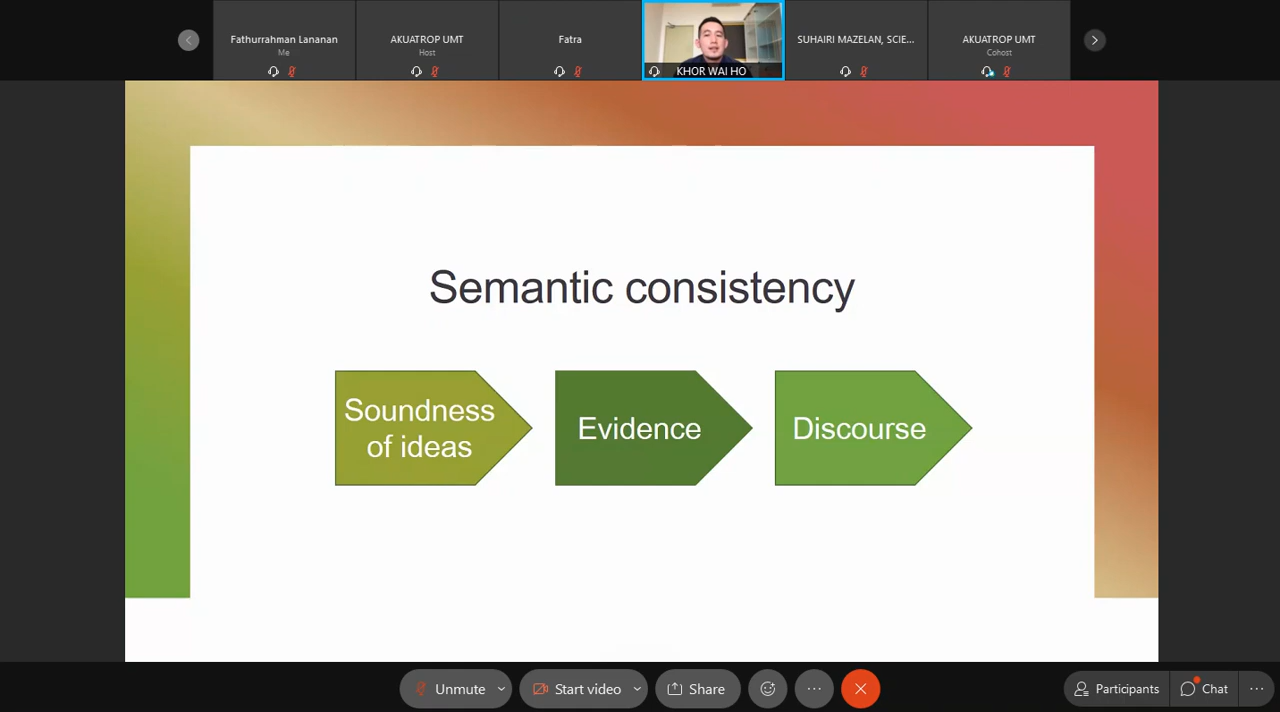 Fathurrahman Lananan
Me
AKUATROP UMT
Host
Fatra
KHOR WAI HO
SUHAIRI MAZELAN, SCIE...
AKUATROP UMT
Cohost
Semantic consistency
Soundness
of ideas
Evidence
Discourse
Unmute
Start video
Share
Participants
Chat